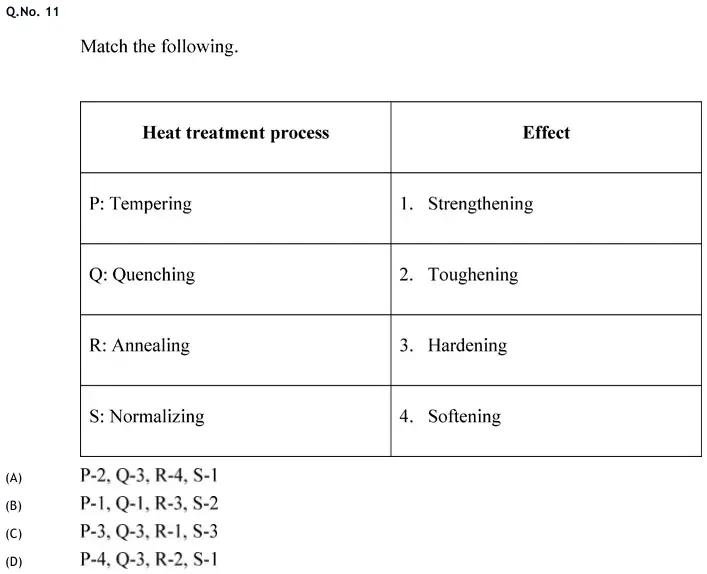 Q.No. 11
Match the following.
Heat treatment process Effect
P: Tempering 1. Strengthening
Q: Quenching 2. Toughening
R: Annealing 3. Hardening
S: Normalizing 4. Softening
(A) P-2, Q-3, R-4, S-1
(B) P-1, Q-1, R-3, S-2
(C) P-3, Q-3, R-1, S-3
(D) P-4, Q-3, R-2, S-1